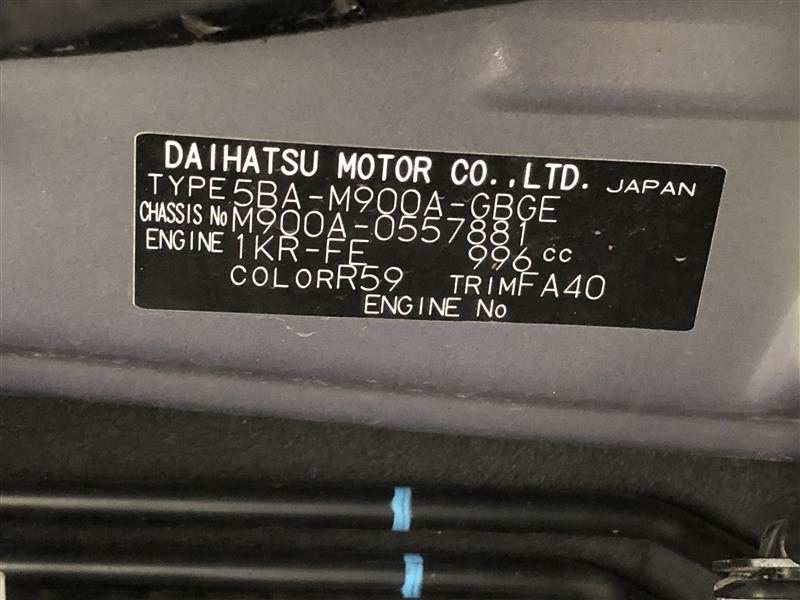 DAIHATSU MOTOR CO.,LTD. JAPAN
TYPE 5BA-M900A-GBGE
CHASSIS No M900A-0557881
ENGINE 1KR-FE 996 cc
COLOR R59 TRIM FA40
ENGINE No